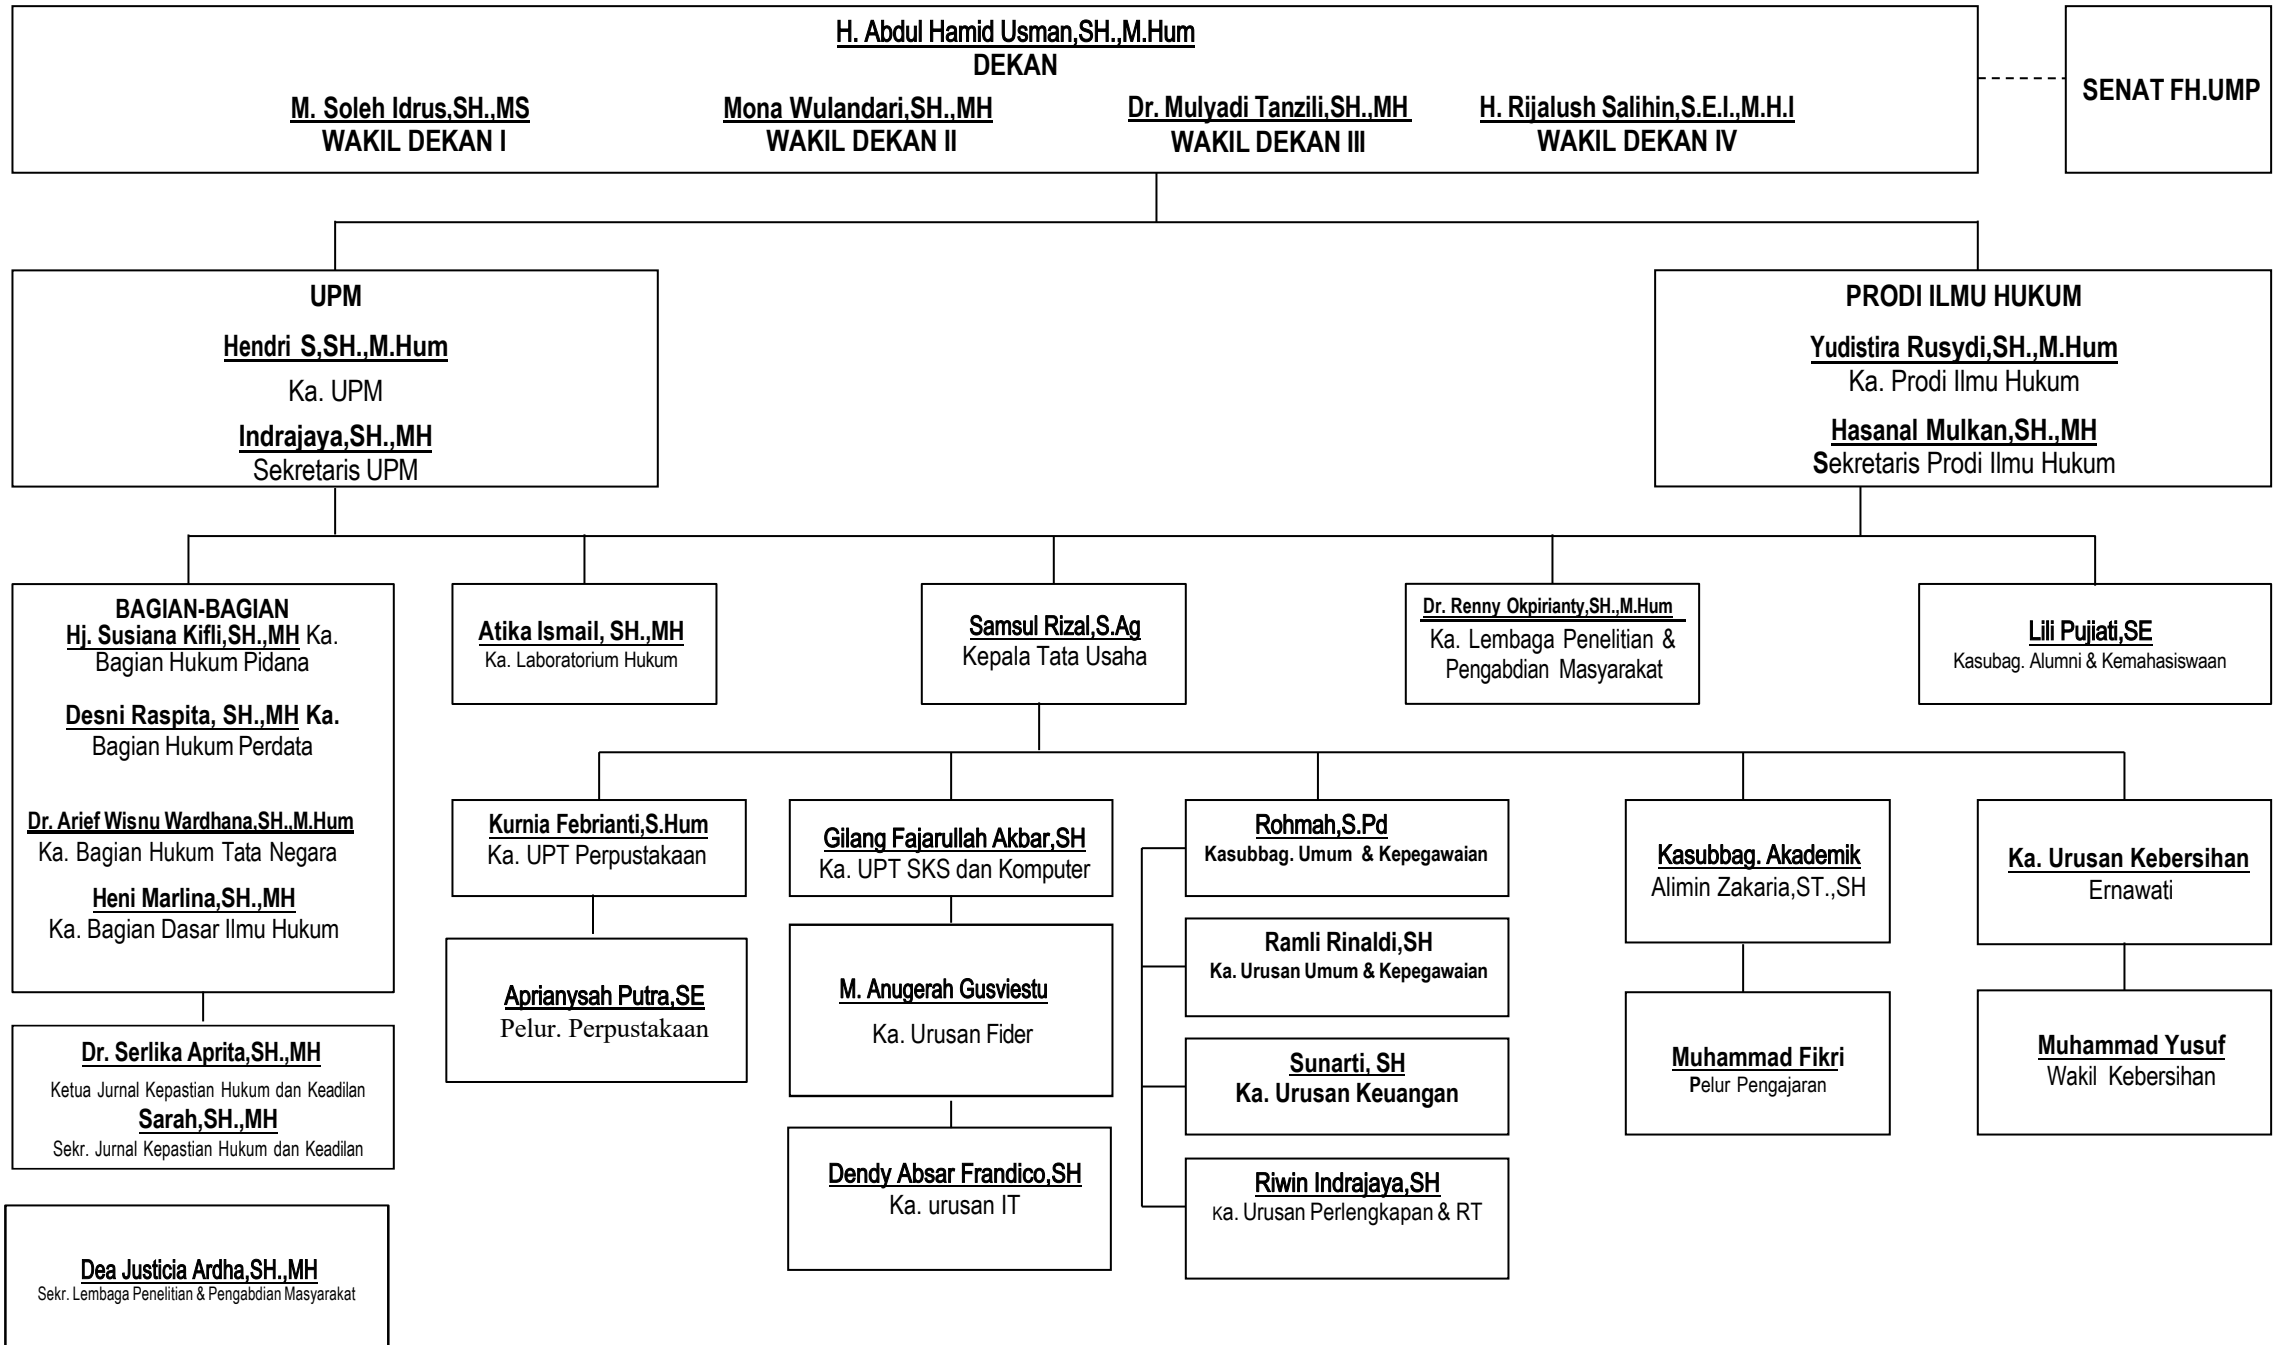 H. Abdul Hamid Usman,SH.,M.Hum
DEKAN
M. Soleh Idrus,SH.,MS
WAKIL DEKAN I
Mona Wulandari,SH.,MH
WAKIL DEKAN II
Dr. Mulyadi Tanzili,SH.,MH
WAKIL DEKAN III
H. Rijalush Salihin,S.E.I.,M.H.I
WAKIL DEKAN IV
SENAT FH.UMP
UPM
Hendri S,SH.,M.Hum
Ka. UPM
Indrajaya,SH.,MH
Sekretaris UPM
PRODI ILMU HUKUM
Yudistira Rusydi,SH.,M.Hum
Ka. Prodi Ilmu Hukum
Hasanal Mulkan,SH.,MH
Sekretaris Prodi Ilmu Hukum
BAGIAN-BAGIAN
Hj. Susiana Kifli,SH.,MH Ka.
Bagian Hukum Pidana
Desni Raspita, SH.,MH Ka.
Bagian Hukum Perdata
Dr. Arief Wisnu Wardhana,SH.,M.Hum
Ka. Bagian Hukum Tata Negara
Heni Marlina,SH.,MH
Ka. Bagian Dasar Ilmu Hukum
Atika Ismail, SH.,MH
Ka. Laboratorium Hukum
Samsul Rizal,S.Ag
Kepala Tata Usaha
Dr. Renny Okpirianty,SH.,M.Hum
Ka. Lembaga Penelitian &
Pengabdian Masyarakat
Lili Pujiati,SE
Kasubag. Alumni & Kemahasiswaan
Kurnia Febrianti,S.Hum
Ka. UPT Perpustakaan
Gilang Fajarullah Akbar,SH
Ka. UPT SKS dan Komputer
Rohmah,S.Pd
Kasubbag. Umum & Kepegawaian
Kasubbag. Akademik
Alimin Zakaria,ST.,SH
Ka. Urusan Kebersihan
Ernawati
Aprianysah Putra,SE
Pelur. Perpustakaan
M. Anugerah Gusviestu
Ka. Urusan Fider
Ramli Rinaldi,SH
Ka. Urusan Umum & Kepegawaian
Sunarti, SH
Ka. Urusan Keuangan
Muhammad Fikri
Pelur Pengajaran
Muhammad Yusuf
Wakil Kebersihan
Dr. Serlika Aprita,SH.,MH
Ketua Jurnal Kepastian Hukum dan Keadilan
Sarah,SH.,MH
Sekr. Jurnal Kepastian Hukum dan Keadilan
Dendy Absar Frandico,SH
Ka. urusan IT
Riwin Indrajaya,SH
Ka. Urusan Perlengkapan & RT
Dea Justicia Ardha,SH.,MH
Sekr. Lembaga Penelitian & Pengabdian Masyarakat